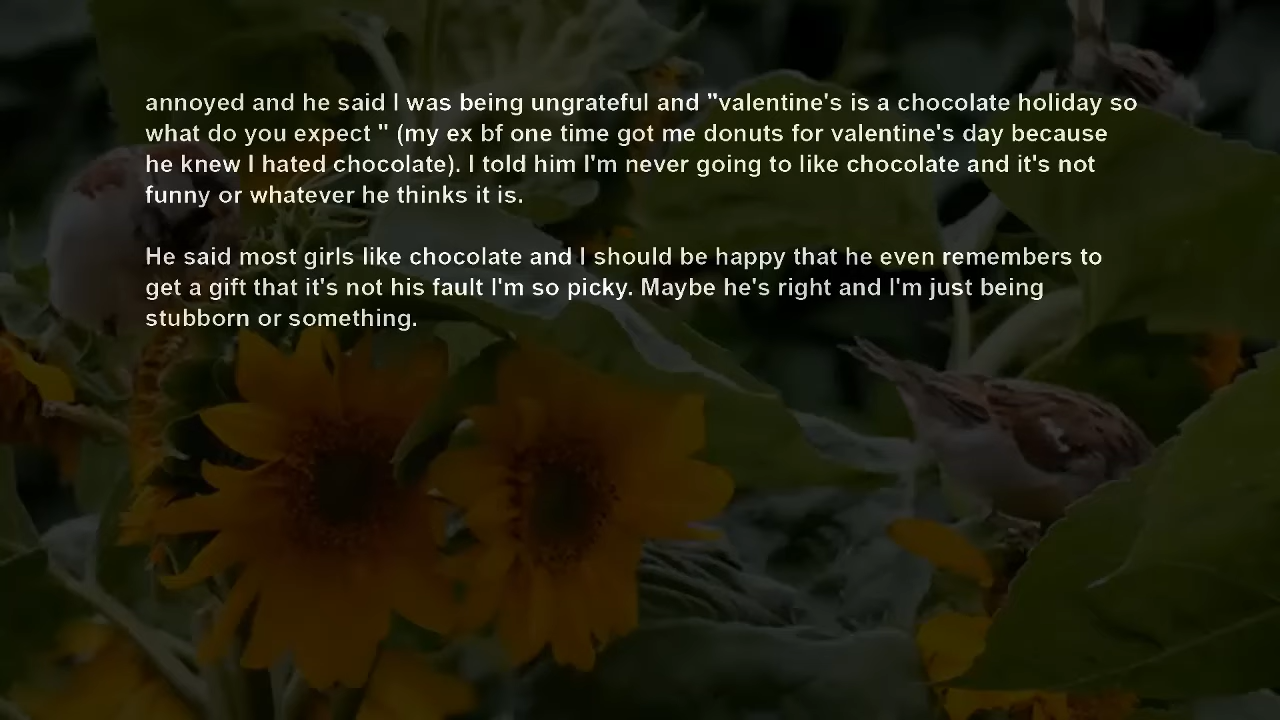 annoyed and he said I was being ungrateful and "valentine's is a chocolate holiday so
what do you expect " (my ex bf one time got me donuts for valentine's day because
he knew I hated chocolate). I told him I'm never going to like chocolate and it's not
funny or whatever he thinks it is.
He said most girls like chocolate and I should be happy that he even remembers to
get a gift that it's not his fault I'm so picky. Maybe he's right and I'm just being
stubborn or something.